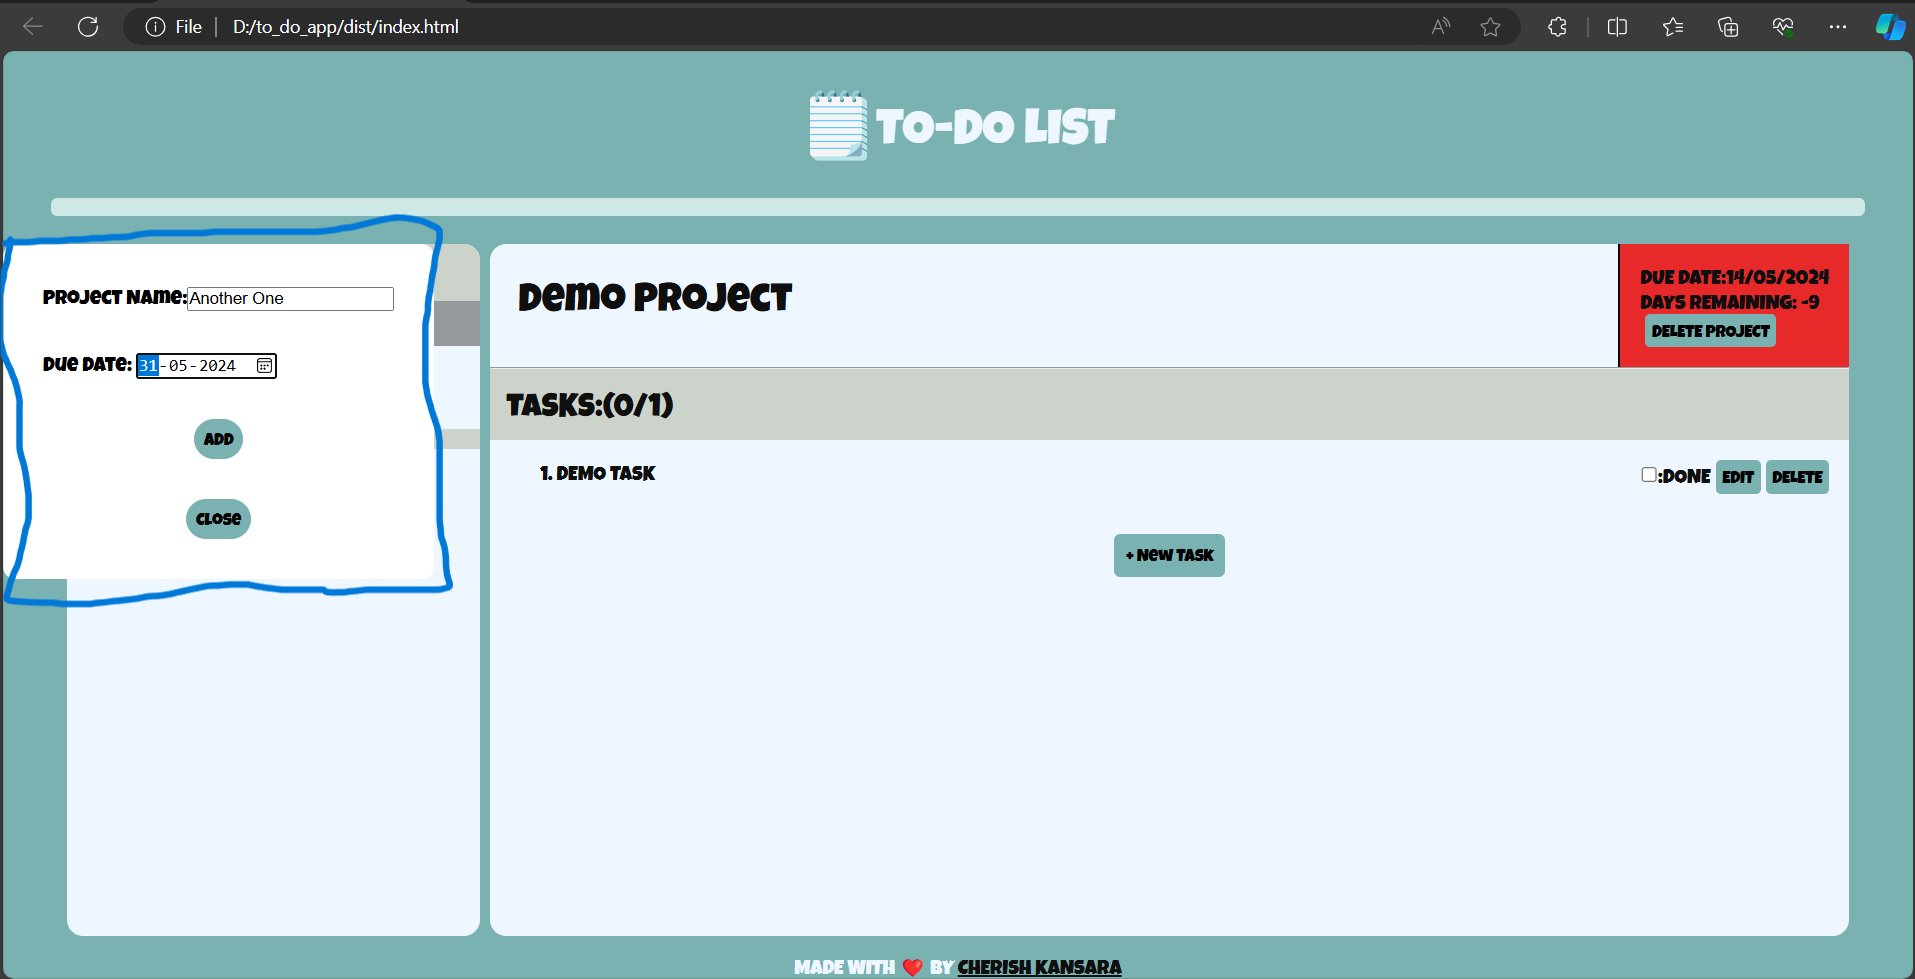 File D:/to_do_app/dist/index.html
TO-DO LIST
Project Name: Another One
Due Date: 31-05-2024
ADD
Close
Demo Project
DUE DATE:14/05/2024
DAYS REMAINING: -9
DELETE PROJECT
TASKS:(0/1)
1. DEMO TASK
:DONE EDIT DELETE
+ New Task
MADE WITH ❤️ BY CHERISH KANSARA